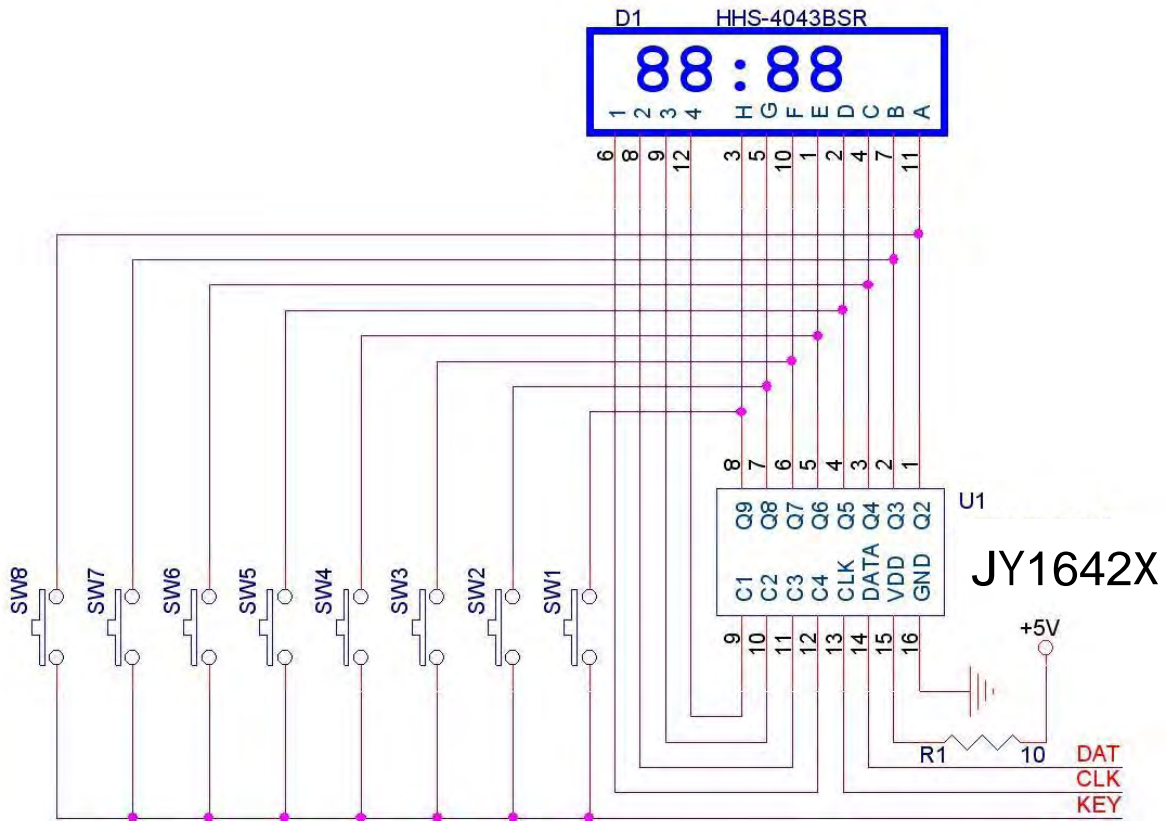 D1 HHS-4043BSR
88:88
1 2 3 4 H G F E D C B A
6 8 9 12 3 5 10 1 2 4 7 11
8 7 6 5 4 3 2 1
U1
Q9 Q8 Q7 Q6 Q5 Q4 Q3 Q2
JY1642X
C1 C2 C3 C4 CLK DATA VDD GND
SW8 SW7 SW6 SW5 SW4 SW3 SW2 SW1
9 10 11 12 13 14 15 16
+5V
R1 10
DAT
CLK
KEY